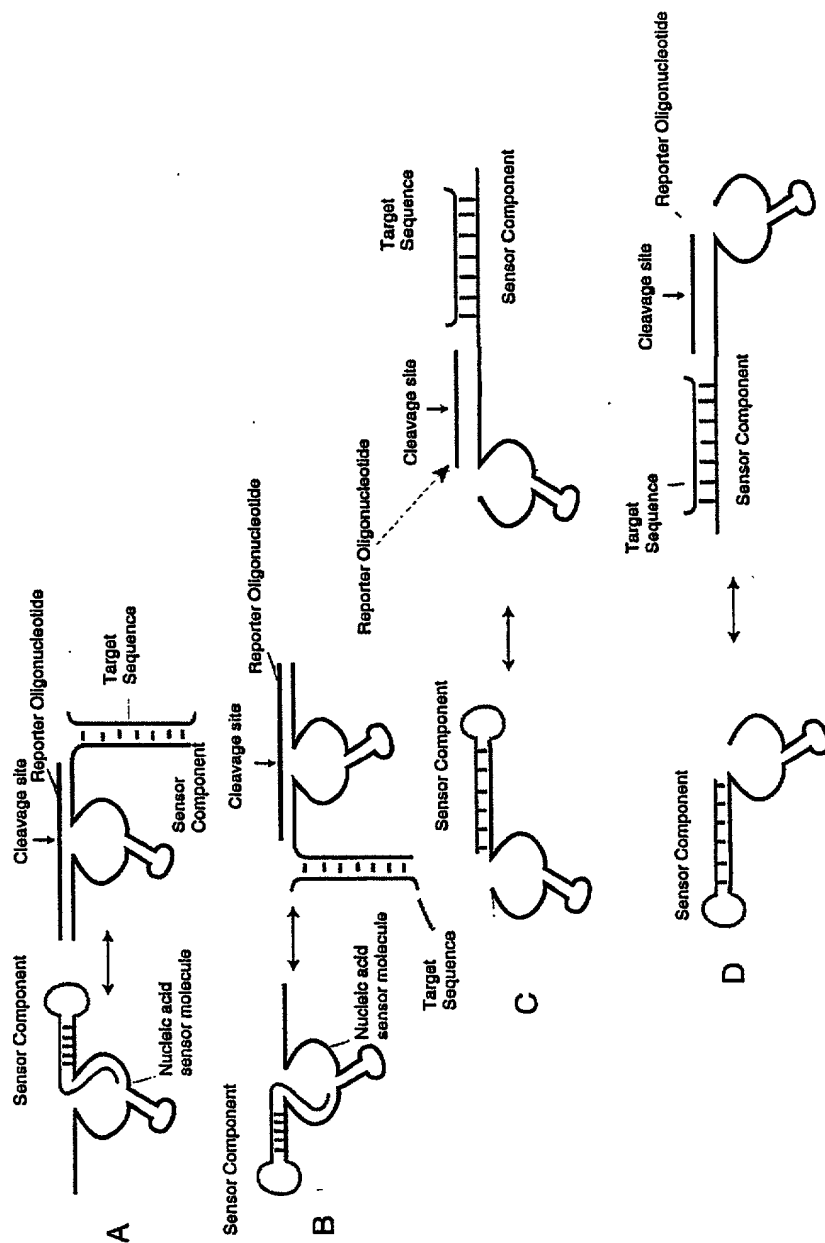 A
Sensor Component
Nucleic acid
sensor molecule
Cleavage site
Reporter Oligonucleotide
Target
Sequence
Sensor
Component
B
Sensor Component
Nucleic acid
sensor molecule
Cleavage site
Reporter Oligonucleotide
Target
Sequence
C
Sensor Component
Reporter Oligonucleotide
Cleavage site
Target
Sequence
Sensor Component
D
Sensor Component
Target
Sequence
Sensor Component
Cleavage site
Reporter Oligonucleotide